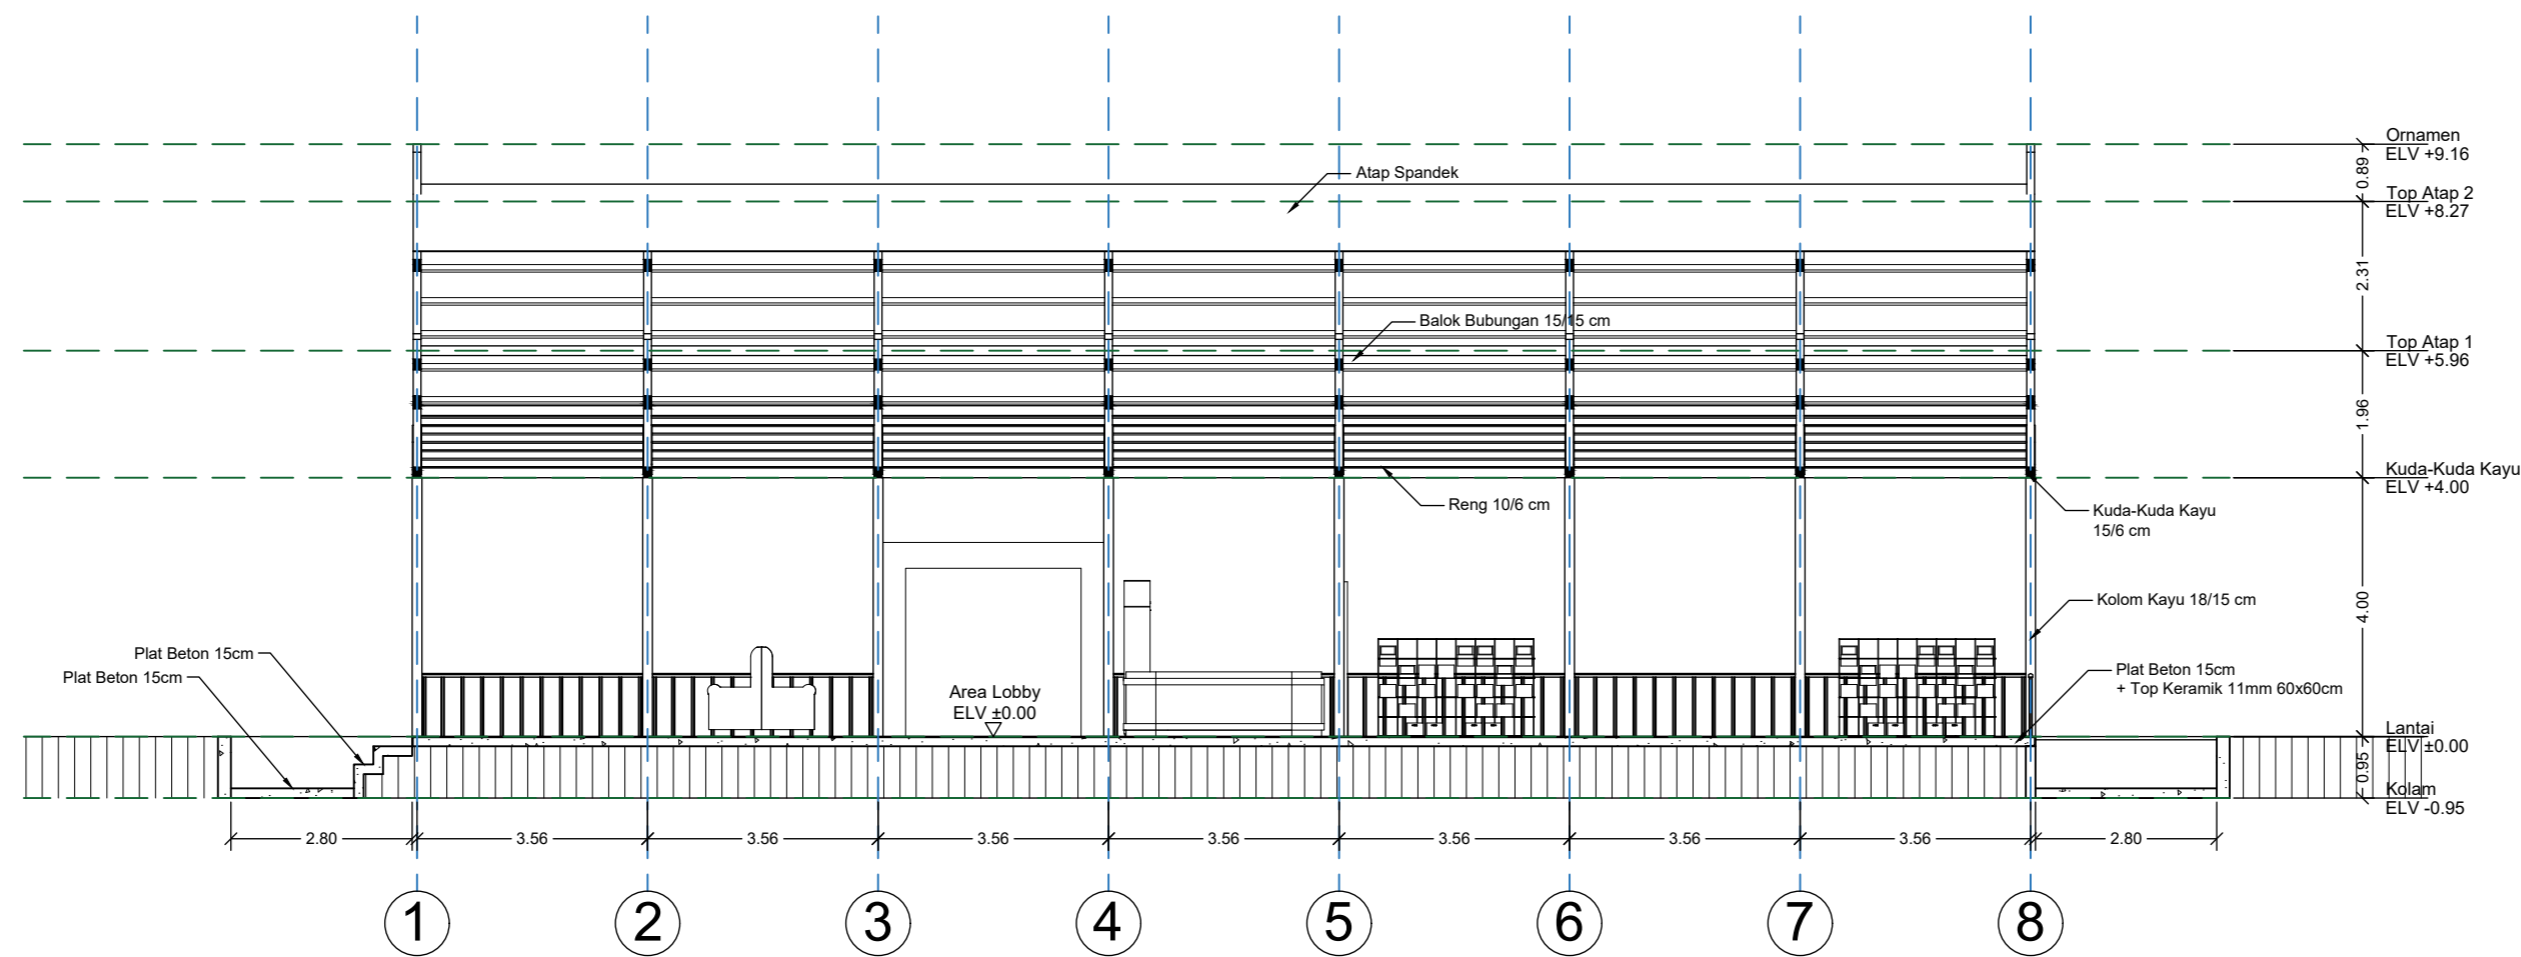 Ornamen
ELV +9.16
0.89
Atap Spandek
Top Atap 2
ELV +8.27
2.31
Balok Bubungan 15/15 cm
Top Atap 1
ELV +5.96
1.96
Kuda-Kuda Kayu
ELV +4.00
Reng 10/6 cm
Kuda-Kuda Kayu
15/6 cm
Kolom Kayu 18/15 cm
4.00
Plat Beton 15cm
Plat Beton 15cm
Area Lobby
ELV ±0.00
Plat Beton 15cm
+ Top Keramik 11mm 60x60cm
Lantai
ELV ±0.00
0.95
Kolam
ELV -0.95
2.80
3.56
3.56
3.56
3.56
3.56
3.56
3.56
2.80
1
2
3
4
5
6
7
8